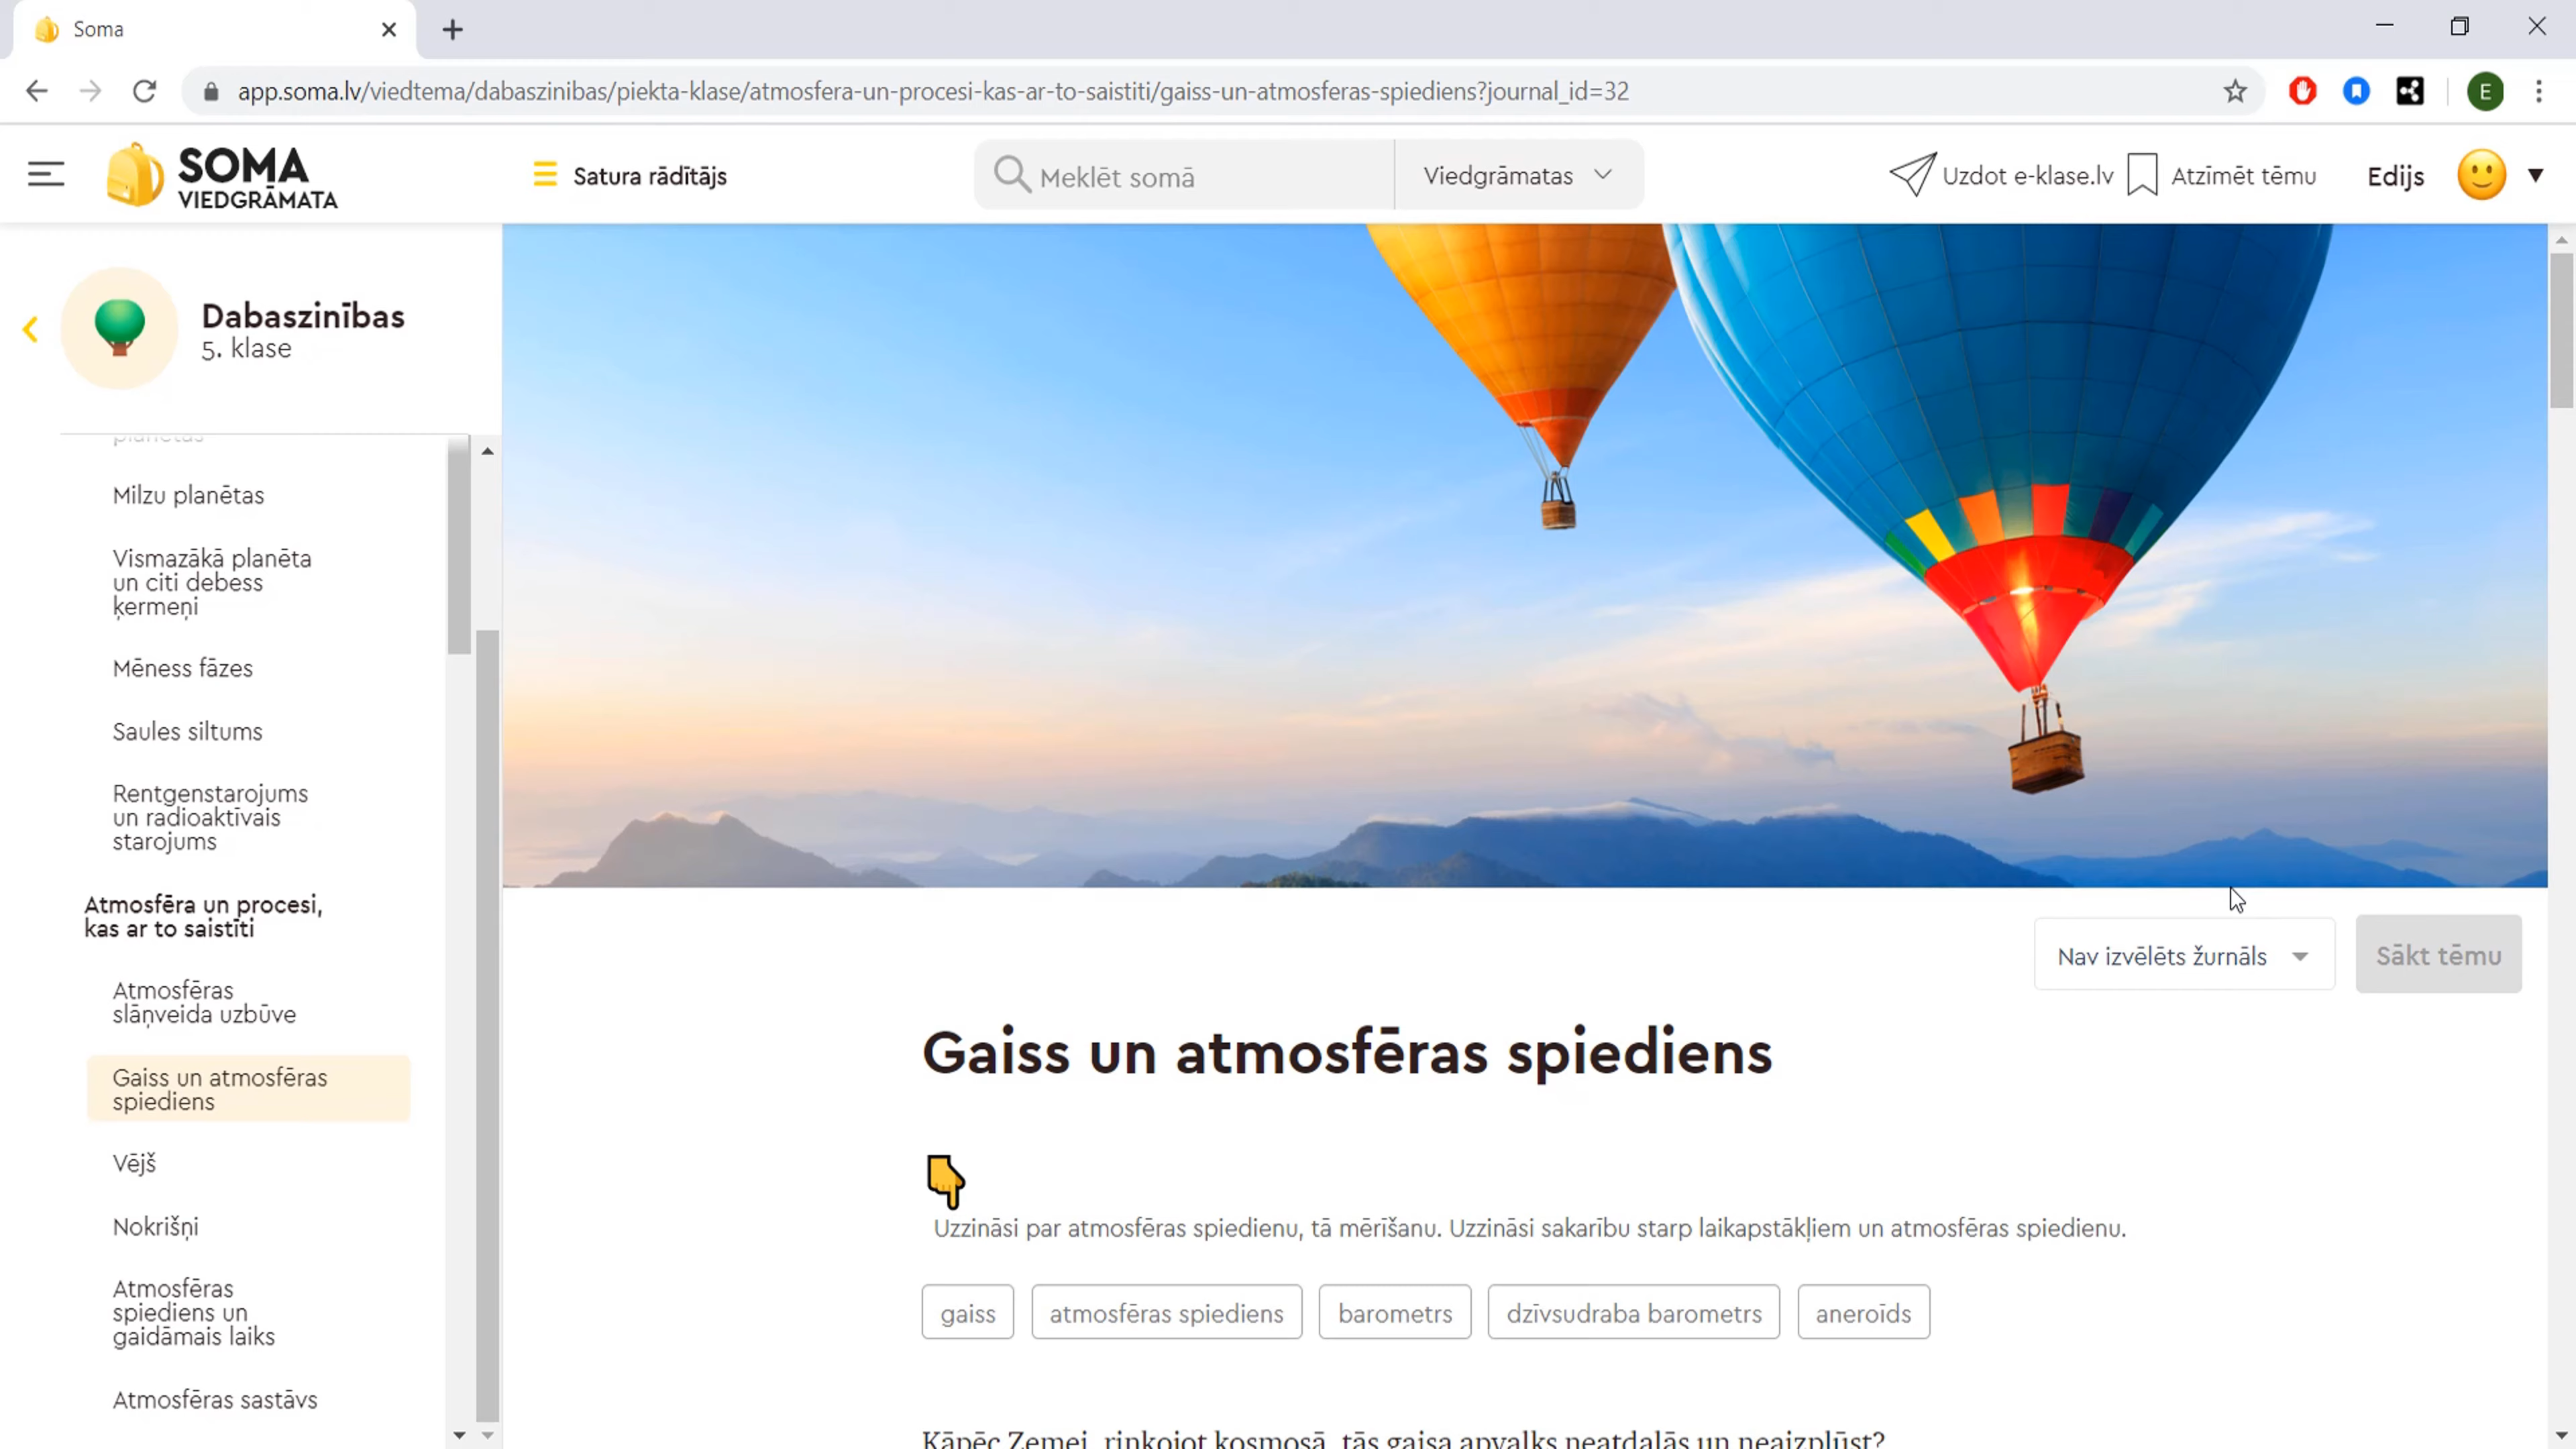 Soma
app.soma.lv/viedtema/dabaszinibas/piekta-klase/atmosfera-un-procesi-kas-ar-to-saistiti/gaiss-un-atmosferas-spiediens?journal_id=32
E
SOMA
VIEDGRĀMATA
Satura rādītājs
Meklēt somā
Viedgrāmatas
Uzdot e-klase.lv
Atzīmēt tēmu
Edijs
Dabaszinības
5. klase
planētas
Milzu planētas
Vismazākā planēta
un citi debess
ķermeņi
Mēness fāzes
Saules siltums
Rentgenstarojums
un radioaktīvais
starojums
Atmosfēra un procesi,
kas ar to saistīti
Atmosfēras
slāņveida uzbūve
Gaiss un atmosfēras
spiediens
Vējš
Nokrišņi
Atmosfēras
spiediens un
gaidāmais laiks
Atmosfēras sastāvs
Nav izvēlēts žurnāls
Sākt tēmu
Gaiss un atmosfēras spiediens
Uzzināsi par atmosfēras spiedienu, tā mērīšanu. Uzzināsi sakarību starp laikapstākļiem un atmosfēras spiedienu.
gaiss
atmosfēras spiediens
barometrs
dzīvsudraba barometrs
aneroīds
Kāpēc Zemei, riņķojot kosmosā, tās gaisa apvalks neatdalās un neaizplūst?